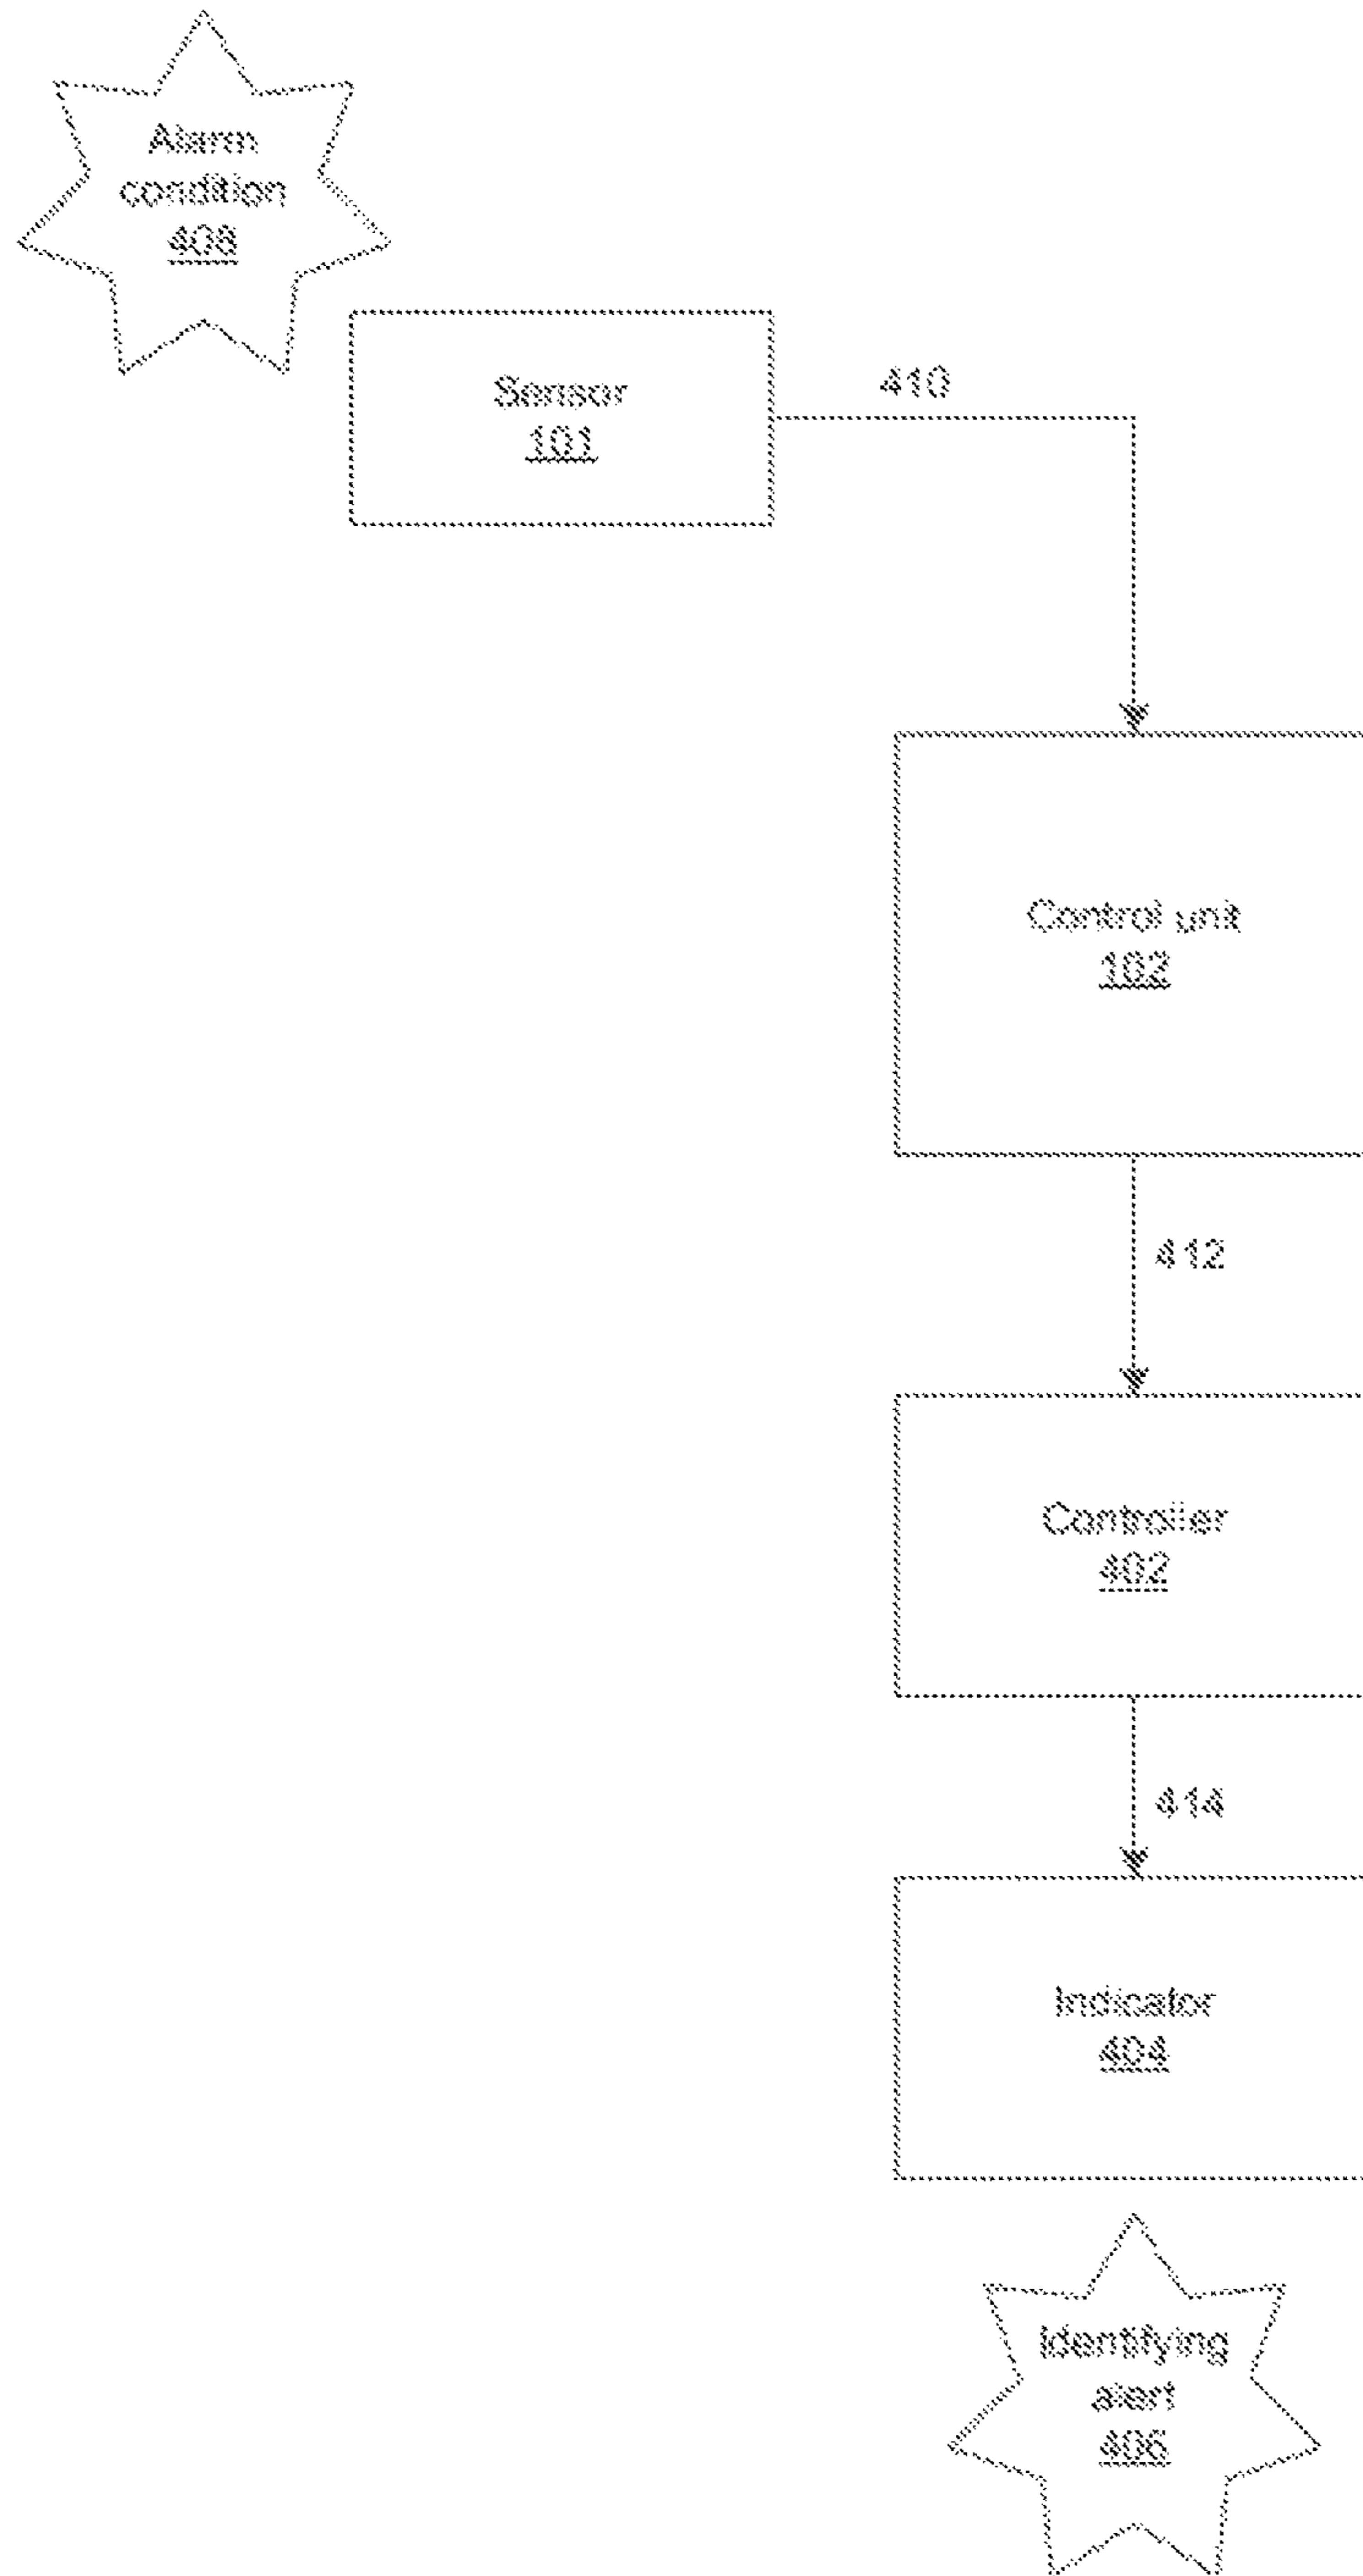 Alarm
condition
408
Sensor
101
410
Control unit
102
412
Controller
402
414
Indicator
404
Identifying
alert
406